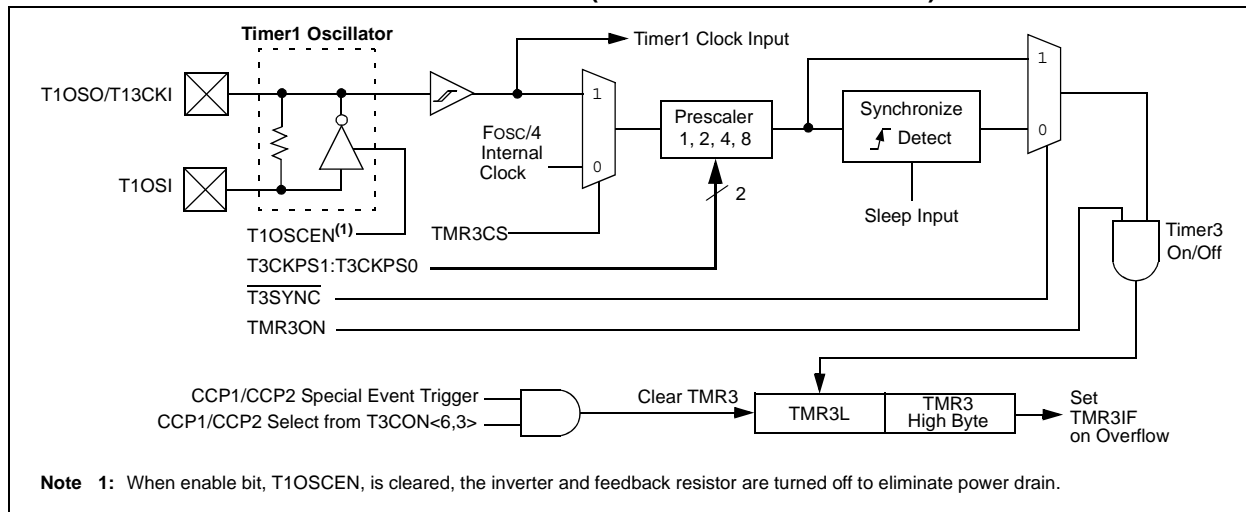 Timer1 Oscillator
Timer1 Clock Input
T1OSO/T13CKI
T1OSI
1
0
FOSC/4
Internal
Clock
Prescaler
1, 2, 4, 8
2
Synchronize
Detect
Sleep Input
1
0
Timer3
On/Off
T1OSCEN(1)
TMR3CS
T3CKPS1:T3CKPS0
T3SYNC
TMR3ON
CCP1/CCP2 Special Event Trigger
CCP1/CCP2 Select from T3CON<6,3>
Clear TMR3
TMR3L
TMR3
High Byte
Set
TMR3IF
on Overflow
Note 1: When enable bit, T1OSCEN, is cleared, the inverter and feedback resistor are turned off to eliminate power drain.